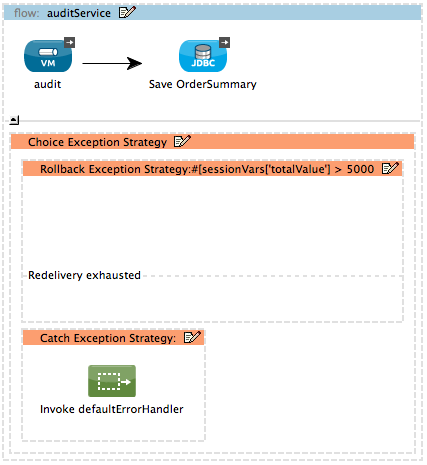 flow: auditService
VM
JDBC
audit
Save OrderSummary
Choice Exception Strategy
Rollback Exception Strategy:#[sessionVars['totalValue'] > 5000
Redelivery exhausted
Catch Exception Strategy:
Invoke defaultErrorHandler